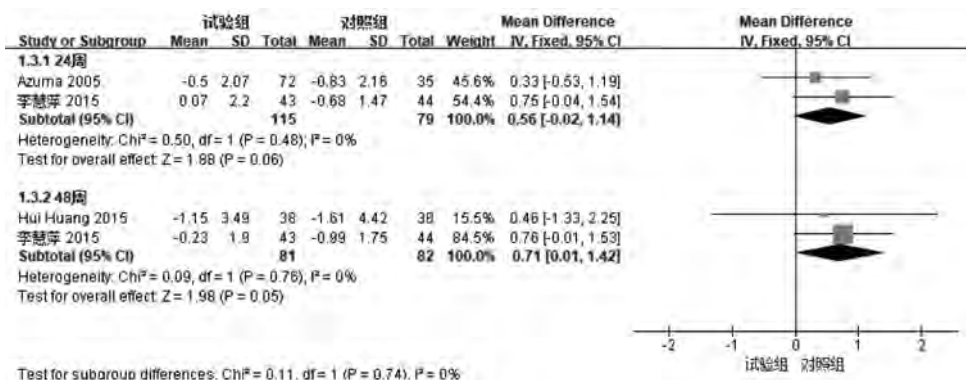 试验组 对照组 Mean Difference Mean Difference
Study or Subgroup Mean SD Total Mean SD Total Weight IV, Fixed, 95% CI IV, Fixed, 95% CI
1.3.1 24周
Azuma 2005 -0.5 2.07 72 -0.83 2.16 35 45.6% 0.33 [-0.53, 1.19]
李慧萍 2015 0.07 2.2 43 -0.68 1.47 44 54.4% 0.75 [-0.04, 1.54]
Subtotal (95% CI) 115 79 100.0% 0.56 [-0.02, 1.14]
Heterogeneity: Chi² = 0.50, df = 1 (P = 0.48); I² = 0%
Test for overall effect: Z = 1.88 (P = 0.06)
1.3.2 48周
Hui Huang 2015 -1.15 3.49 38 -1.61 4.42 38 15.5% 0.46 [-1.33, 2.25]
李慧萍 2015 -0.23 1.9 43 -0.99 1.75 44 84.5% 0.76 [-0.01, 1.53]
Subtotal (95% CI) 81 82 100.0% 0.71 [0.01, 1.42]
Heterogeneity: Chi² = 0.09, df = 1 (P = 0.76); I² = 0%
Test for overall effect: Z = 1.98 (P = 0.05)
-2 -1 0 1 2
试验组 对照组
Test for subgroup differences: Chi² = 0.11, df = 1 (P = 0.74), I² = 0%